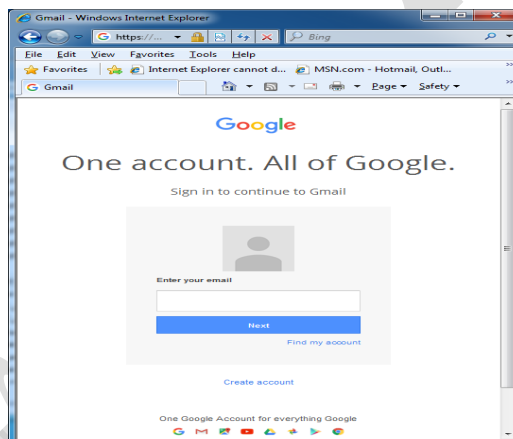 Gmail - Windows Internet Explorer
https://... Bing
File Edit View Favorites Tools Help
Favorites Internet Explorer cannot d... MSN.com - Hotmail, Outl... »
Gmail Page Safety »
Google
One account. All of Google.
Sign in to continue to Gmail
Enter your email
Next
Find my account
Create account
One Google Account for everything Google